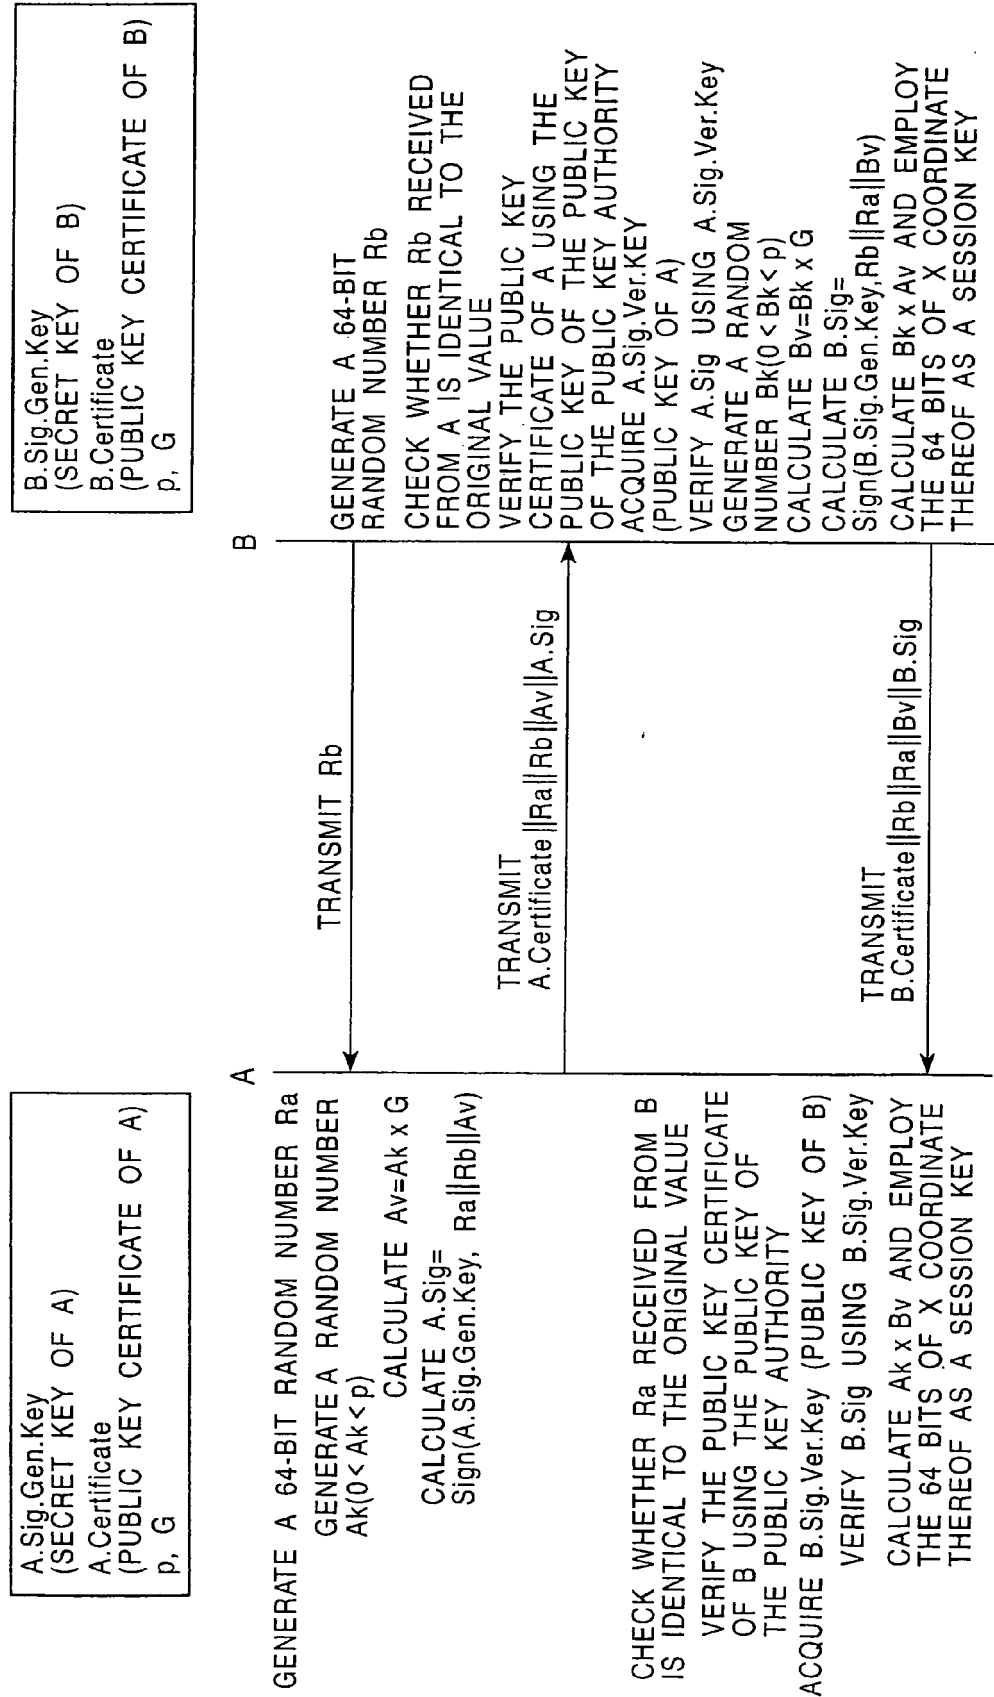 A.Sig.Gen.Key
(SECRET KEY OF A)
A.Certificate
(PUBLIC KEY CERTIFICATE OF A)
p, G
B.Sig.Gen.Key
(SECRET KEY OF B)
B.Certificate
(PUBLIC KEY CERTIFICATE OF B)
p, G
A
B
GENERATE A 64-BIT
RANDOM NUMBER Rb
TRANSMIT Rb
GENERATE A 64-BIT RANDOM NUMBER Ra
GENERATE A RANDOM NUMBER
Ak(0<Ak<p)
CALCULATE Av=Ak x G
CALCULATE A.Sig=
Sign(A.Sig.Gen.Key, Ra||Rb||Av)
TRANSMIT
A.Certificate||Ra||Rb||Av||A.Sig
CHECK WHETHER Rb RECEIVED
FROM A IS IDENTICAL TO THE
ORIGINAL VALUE
VERIFY THE PUBLIC KEY
CERTIFICATE OF A USING THE
PUBLIC KEY OF THE PUBLIC KEY
OF THE PUBLIC KEY AUTHORITY
ACQUIRE A.Sig.Ver.KEY
(PUBLIC KEY OF A)
VERIFY A.Sig USING A.Sig.Ver.Key
GENERATE A RANDOM
NUMBER Bk(0<Bk<p)
CALCULATE Bv=Bk x G
CALCULATE B.Sig=
Sign(B.Sig.Gen.Key,Rb||Ra||Bv)
CALCULATE Bk x Av AND EMPLOY
THE 64 BITS OF X COORDINATE
THEREOF AS A SESSION KEY
TRANSMIT
B.Certificate||Rb||Ra||Bv||B.Sig
CHECK WHETHER Ra RECEIVED FROM B
IS IDENTICAL TO THE ORIGINAL VALUE
VERIFY THE PUBLIC KEY CERTIFICATE
OF B USING THE PUBLIC KEY OF
THE PUBLIC KEY AUTHORITY
ACQUIRE B.Sig.Ver.Key (PUBLIC KEY OF B)
VERIFY B.Sig USING B.Sig.Ver.Key
CALCULATE Ak x Bv AND EMPLOY
THE 64 BITS OF X COORDINATE
THEREOF AS A SESSION KEY